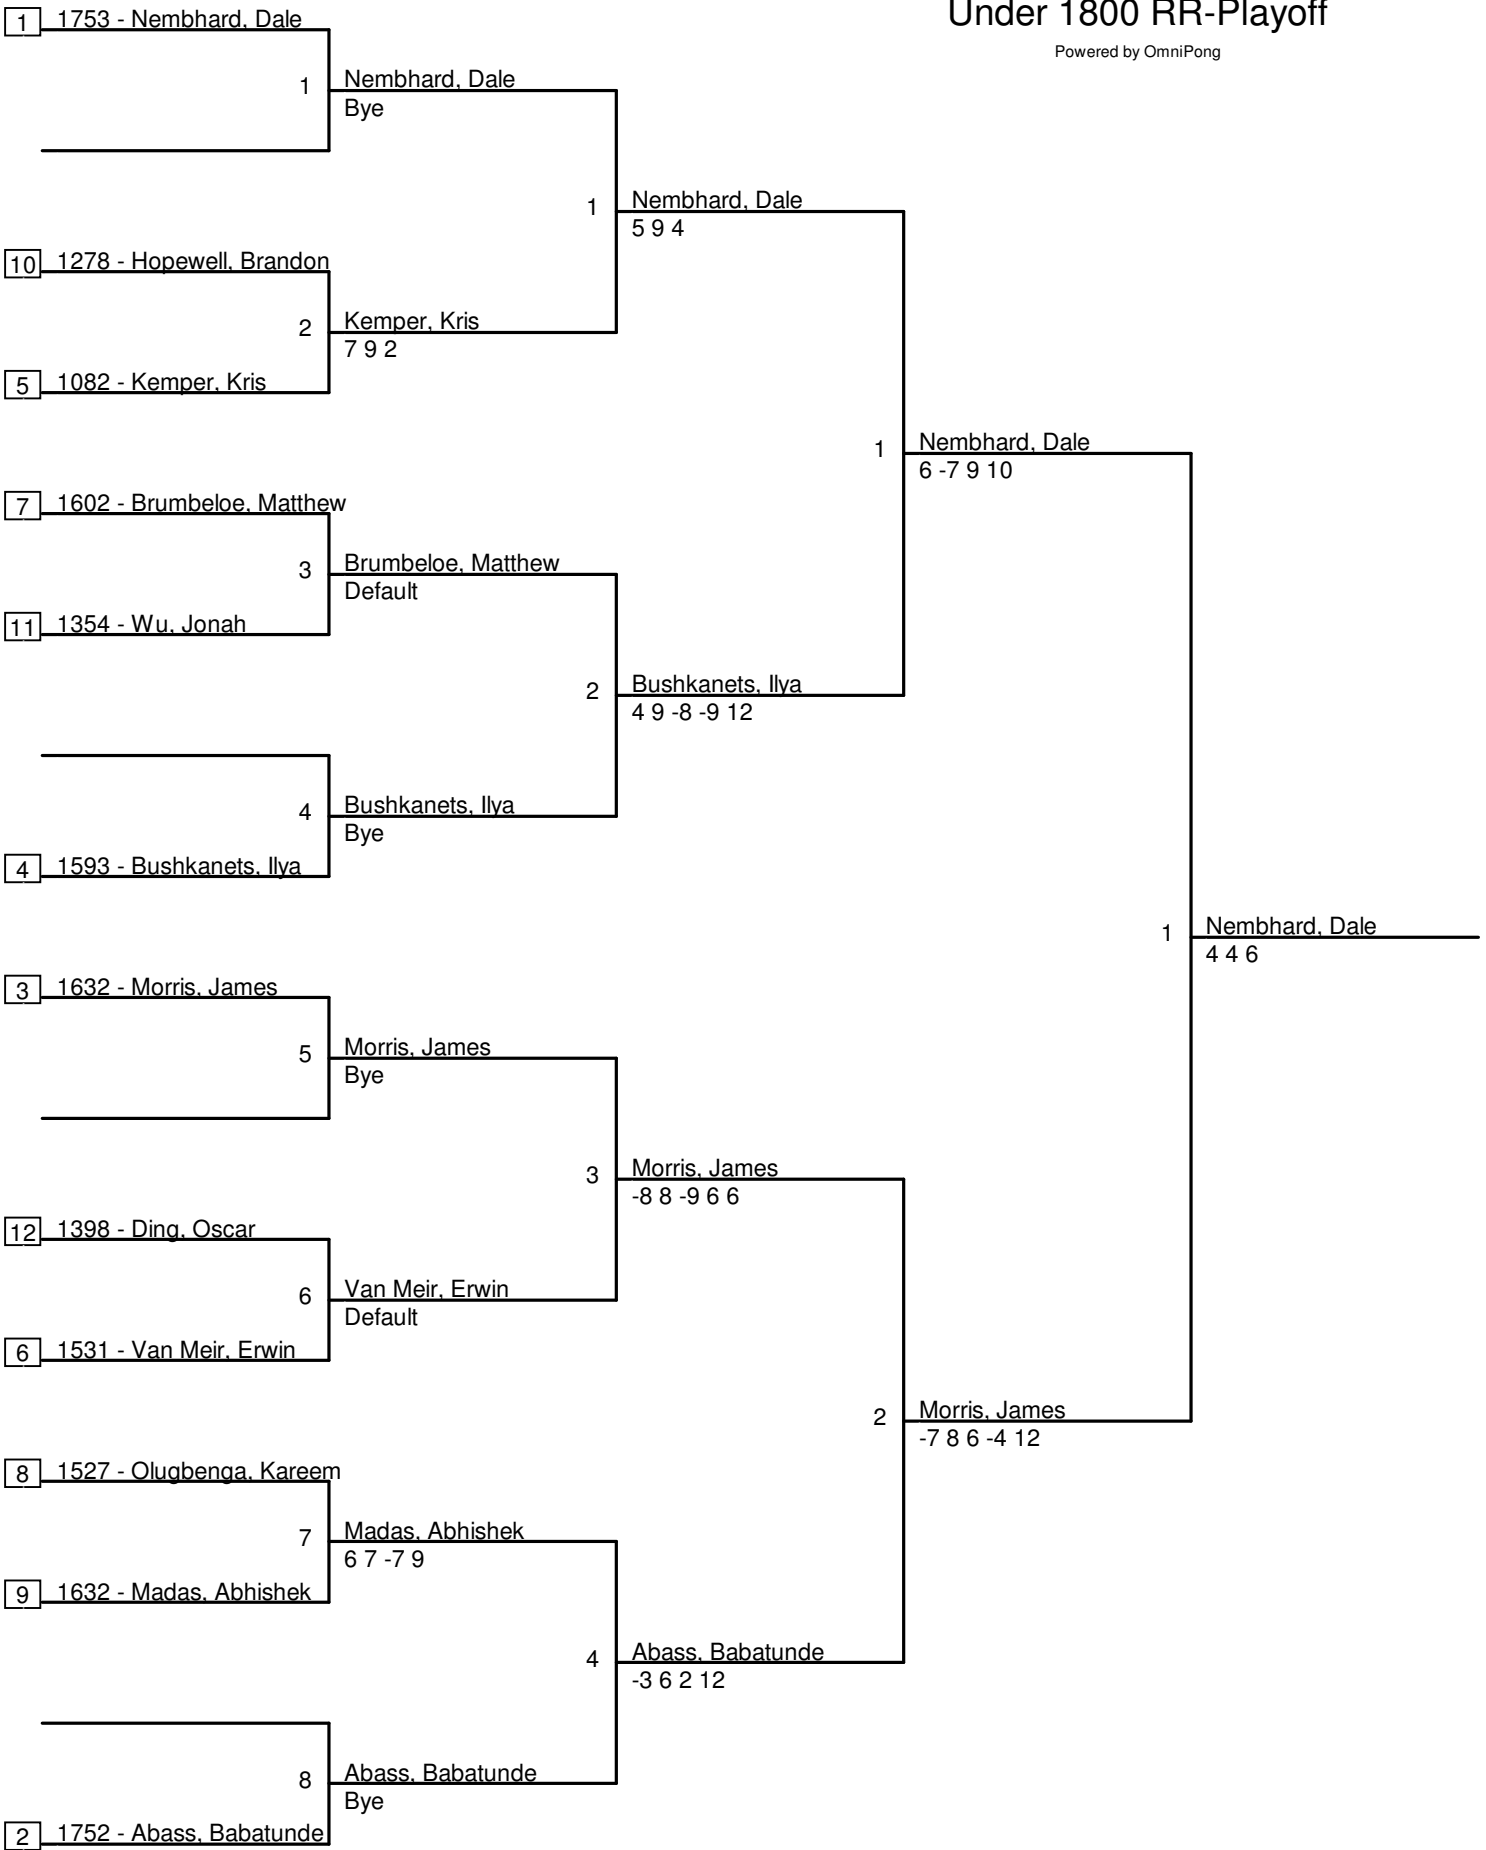 Under 1800 RR-Playoff
Powered by OmniPong
1 1753 - Nembhard, Dale
1 Nembhard, Dale
Bye
1 Nembhard, Dale
5 9 4
10 1278 - Hopewell, Brandon
2 Kemper, Kris
7 9 2
5 1082 - Kemper, Kris
1 Nembhard, Dale
6 -7 9 10
7 1602 - Brumbeloe, Matthew
3 Brumbeloe, Matthew
Default
11 1354 - Wu, Jonah
2 Bushkanets, Ilya
4 9 -8 -9 12
4 Bushkanets, Ilya
Bye
4 1593 - Bushkanets, Ilya
1 Nembhard, Dale
4 4 6
3 1632 - Morris, James
5 Morris, James
Bye
3 Morris, James
-8 8 -9 6 6
12 1398 - Ding, Oscar
6 Van Meir, Erwin
Default
6 1531 - Van Meir, Erwin
2 Morris, James
-7 8 6 -4 12
8 1527 - Olugbenga, Kareem
7 Madas, Abhishek
6 7 -7 9
9 1632 - Madas, Abhishek
4 Abass, Babatunde
-3 6 2 12
8 Abass, Babatunde
Bye
2 1752 - Abass, Babatunde